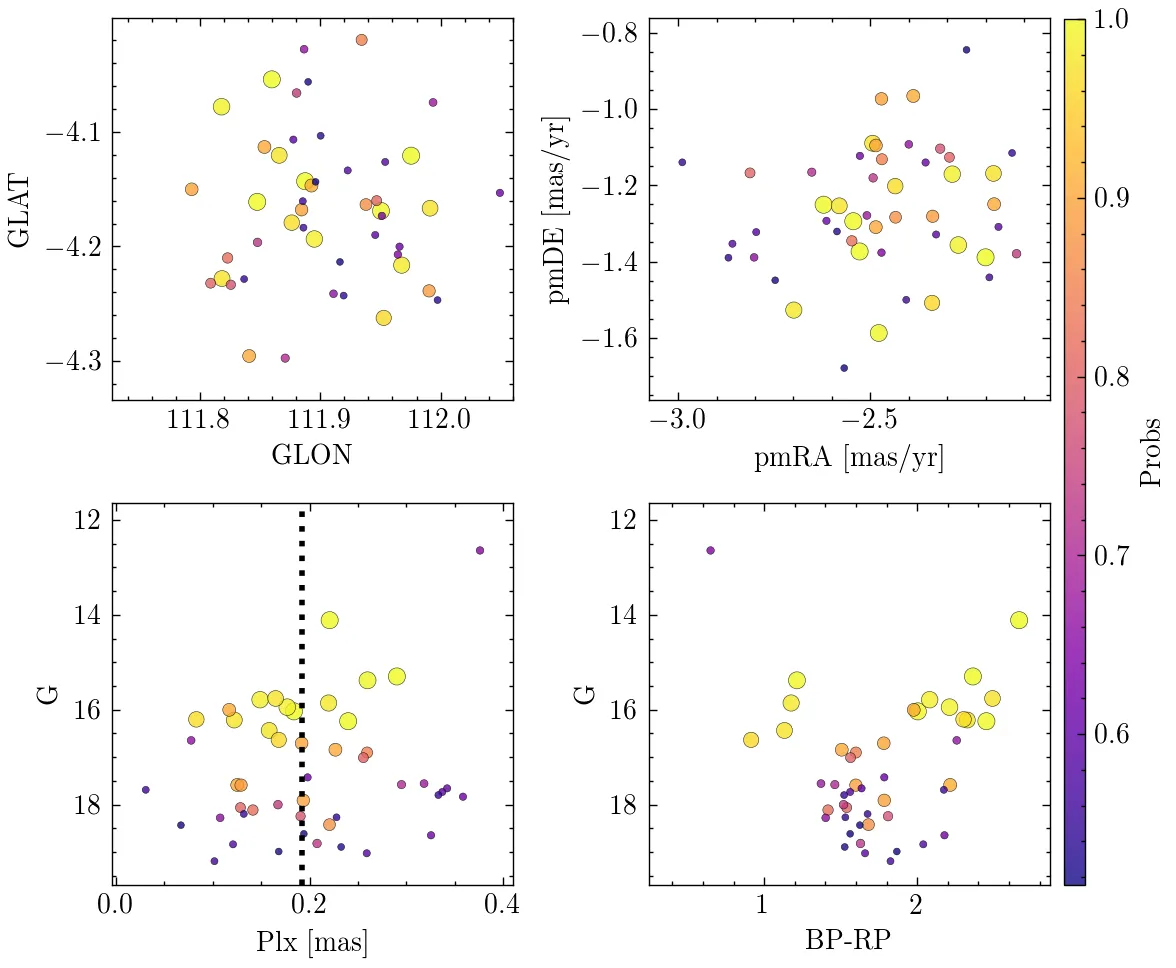 −4.1
−4.2
−4.3
GLAT
111.8 111.9 112.0
GLON
−0.8
−1.0
−1.2
−1.4
−1.6
pmDE [mas/yr]
−3.0 −2.5
pmRA [mas/yr]
12
14
16
18
G
0.0 0.2 0.4
Plx [mas]
12
14
16
18
G
1 2
BP-RP
1.0
0.9
0.8
0.7
0.6
Probs